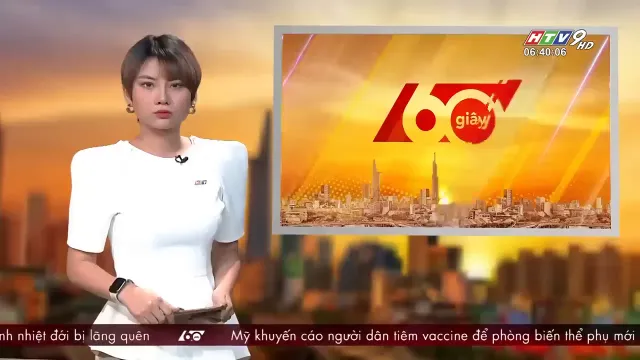 HTV9 HD
06:40:06
60 giây
nh nhiệt đới bị lãng quên 60 Mỹ khuyến cáo người dân tiêm vaccine để phòng biến thể phụ mới